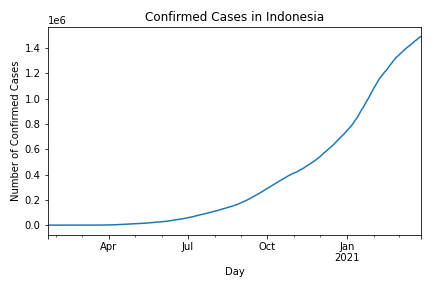 Confirmed Cases in Indonesia
1e6
1.4
1.2
1.0
0.8
0.6
0.4
0.2
0.0
Number of Confirmed Cases
Apr
Jul
Oct
Jan
2021
Day